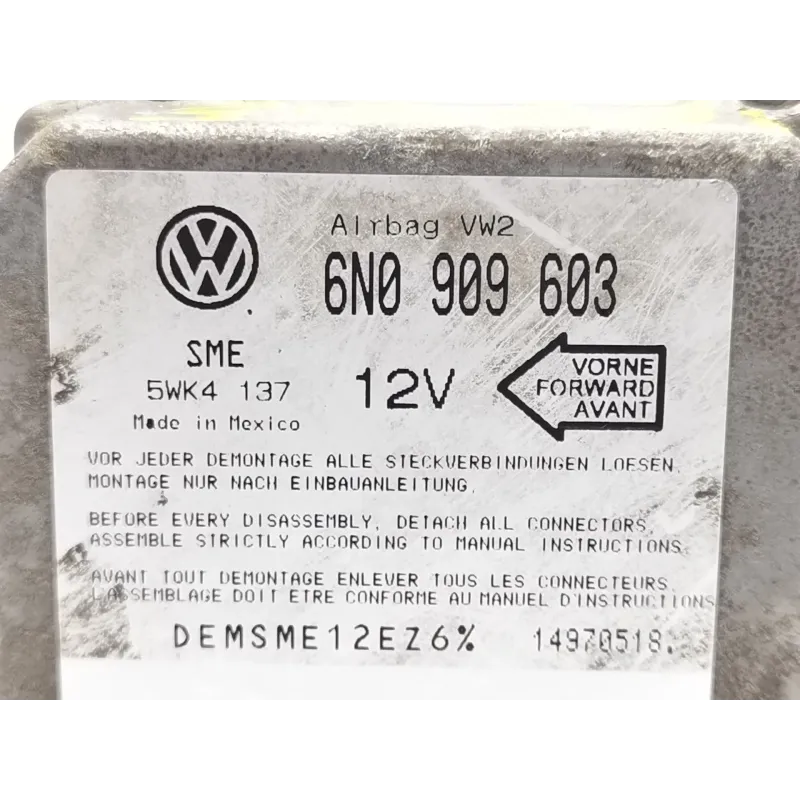 Airbag VW2
6N0 909 603
SME
5WK4 137
Made in Mexico
12V
VORNE
FORWARD
AVANT
VOR JEDER DEMONTAGE ALLE STECKVERBINDUNGEN LOESEN.
MONTAGE NUR NACH EINBAUANLEITUNG.
BEFORE EVERY DISASSEMBLY, DETACH ALL CONNECTORS.
ASSEMBLE STRICTLY ACCORDING TO MANUAL INSTRUCTIONS.
AVANT TOUT DEMONTAGE ENLEVER TOUS LES CONNECTEURS.
L'ASSEMBLAGE DOIT ETRE CONFORME AU MANUEL D'INSTRUCTIONS
DEMSME12EZ6%